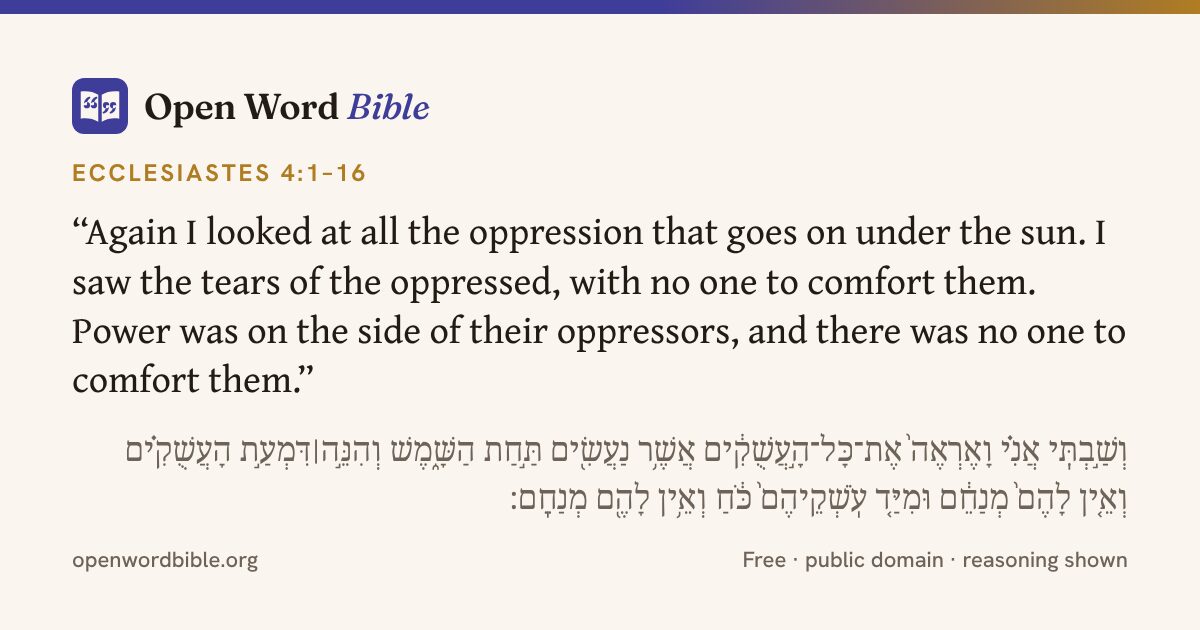 Open Word Bible
ECCLESIASTES 4:1–16
“Again I looked at all the oppression that goes on under the sun. I
saw the tears of the oppressed, with no one to comfort them.
Power was on the side of their oppressors, and there was no one to
comfort them.”
וְשַׁ֣בְתִּֽי אֲנִ֗י וָאֶרְאֶה֙ אֶת־כָּל־הָ֣עֲשֻׁקִ֔ים אֲשֶׁ֥ר נַעֲשִׂ֖ים תַּ֣חַת הַשָּׁ֑מֶשׁ וְהִנֵּ֣ה׀דִּמְעַ֣ת הָעֲשֻׁקִ֗ים
וְאֵ֤ין לָהֶם֙ מְנַחֵ֔ם וּמִיַּ֤ד עֹֽשְׁקֵיהֶם֙ כֹּ֔חַ וְאֵ֥ין לָהֶ֖ם מְנַחֵֽם׃
openwordbible.org
Free · public domain · reasoning shown